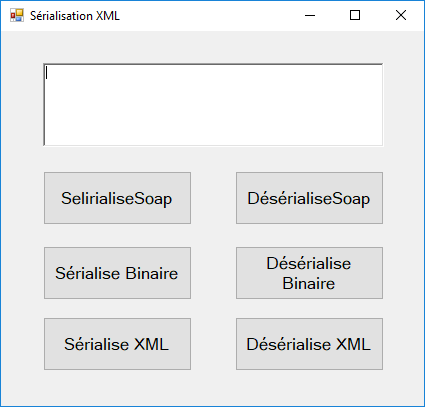 Sérialisation XML
SelirialiseSoap
DésérialiseSoap
Sérialise Binaire
Désérialise
Binaire
Sérialise XML
Désérialise XML